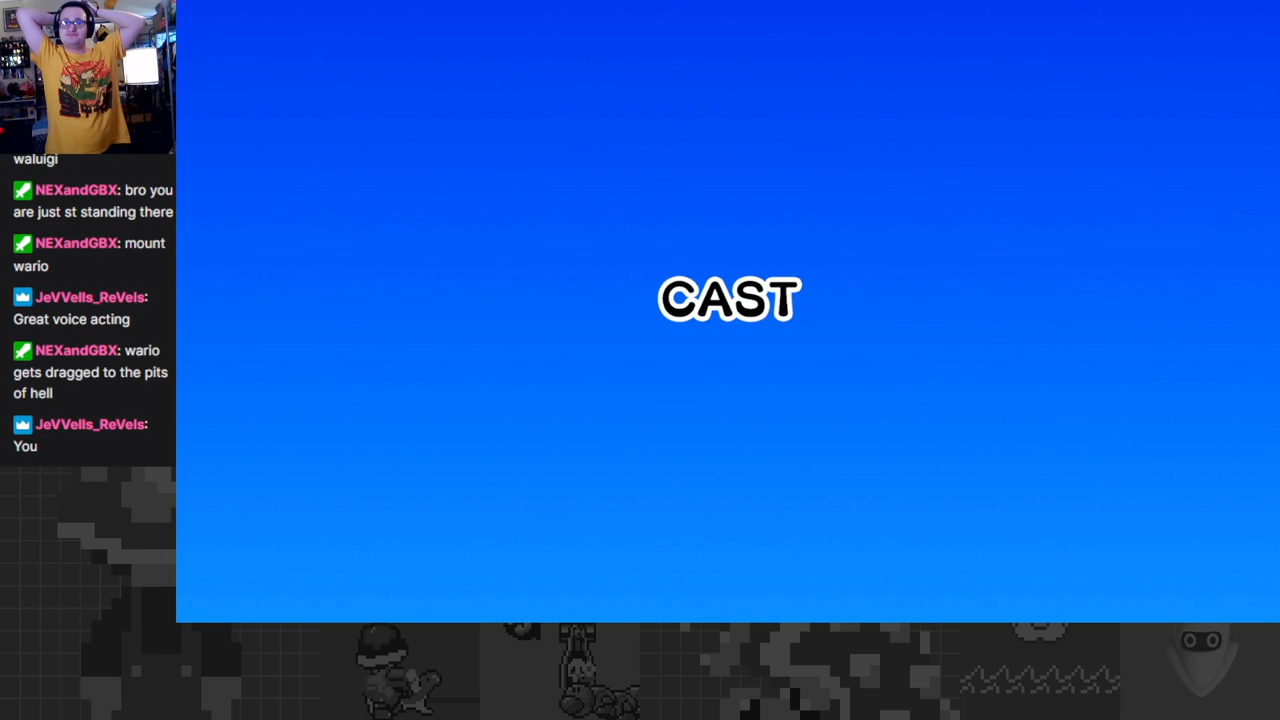 waluigi
NEXandGBX: bro you
are just st standing there
NEXandGBX: mount
wario
JeVVells_ReVels:
Great voice acting
NEXandGBX: wario
gets dragged to the pits
of hell
JeVVells_ReVels:
You
CAST